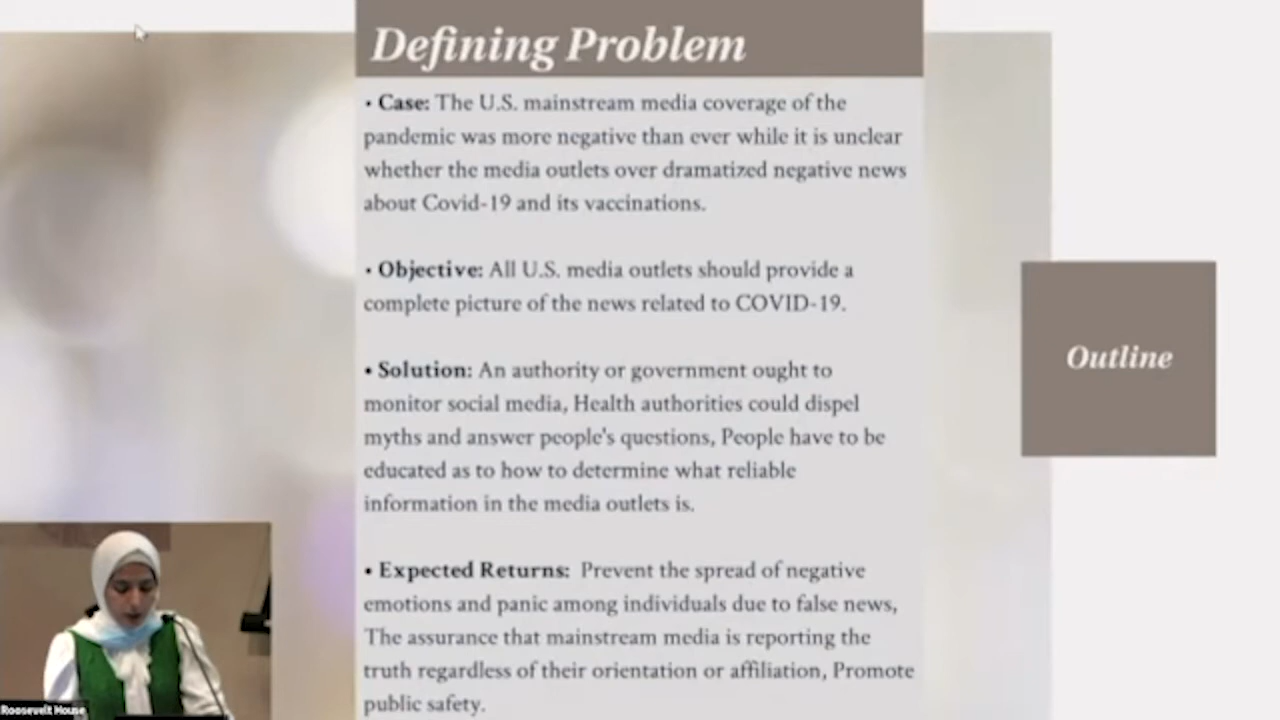 Defining Problem
• Case: The U.S. mainstream media coverage of the
pandemic was more negative than ever while it is unclear
whether the media outlets over dramatized negative news
about Covid-19 and its vaccinations.
• Objective: All U.S. media outlets should provide a
complete picture of the news related to COVID-19.
• Solution: An authority or government ought to
monitor social media, Health authorities could dispel
myths and answer people's questions, People have to be
educated as to how to determine what reliable
information in the media outlets is.
• Expected Returns: Prevent the spread of negative
emotions and panic among individuals due to false news,
The assurance that mainstream media is reporting the
truth regardless of their orientation or affiliation, Promote
public safety.
Outline
Roosevelt House